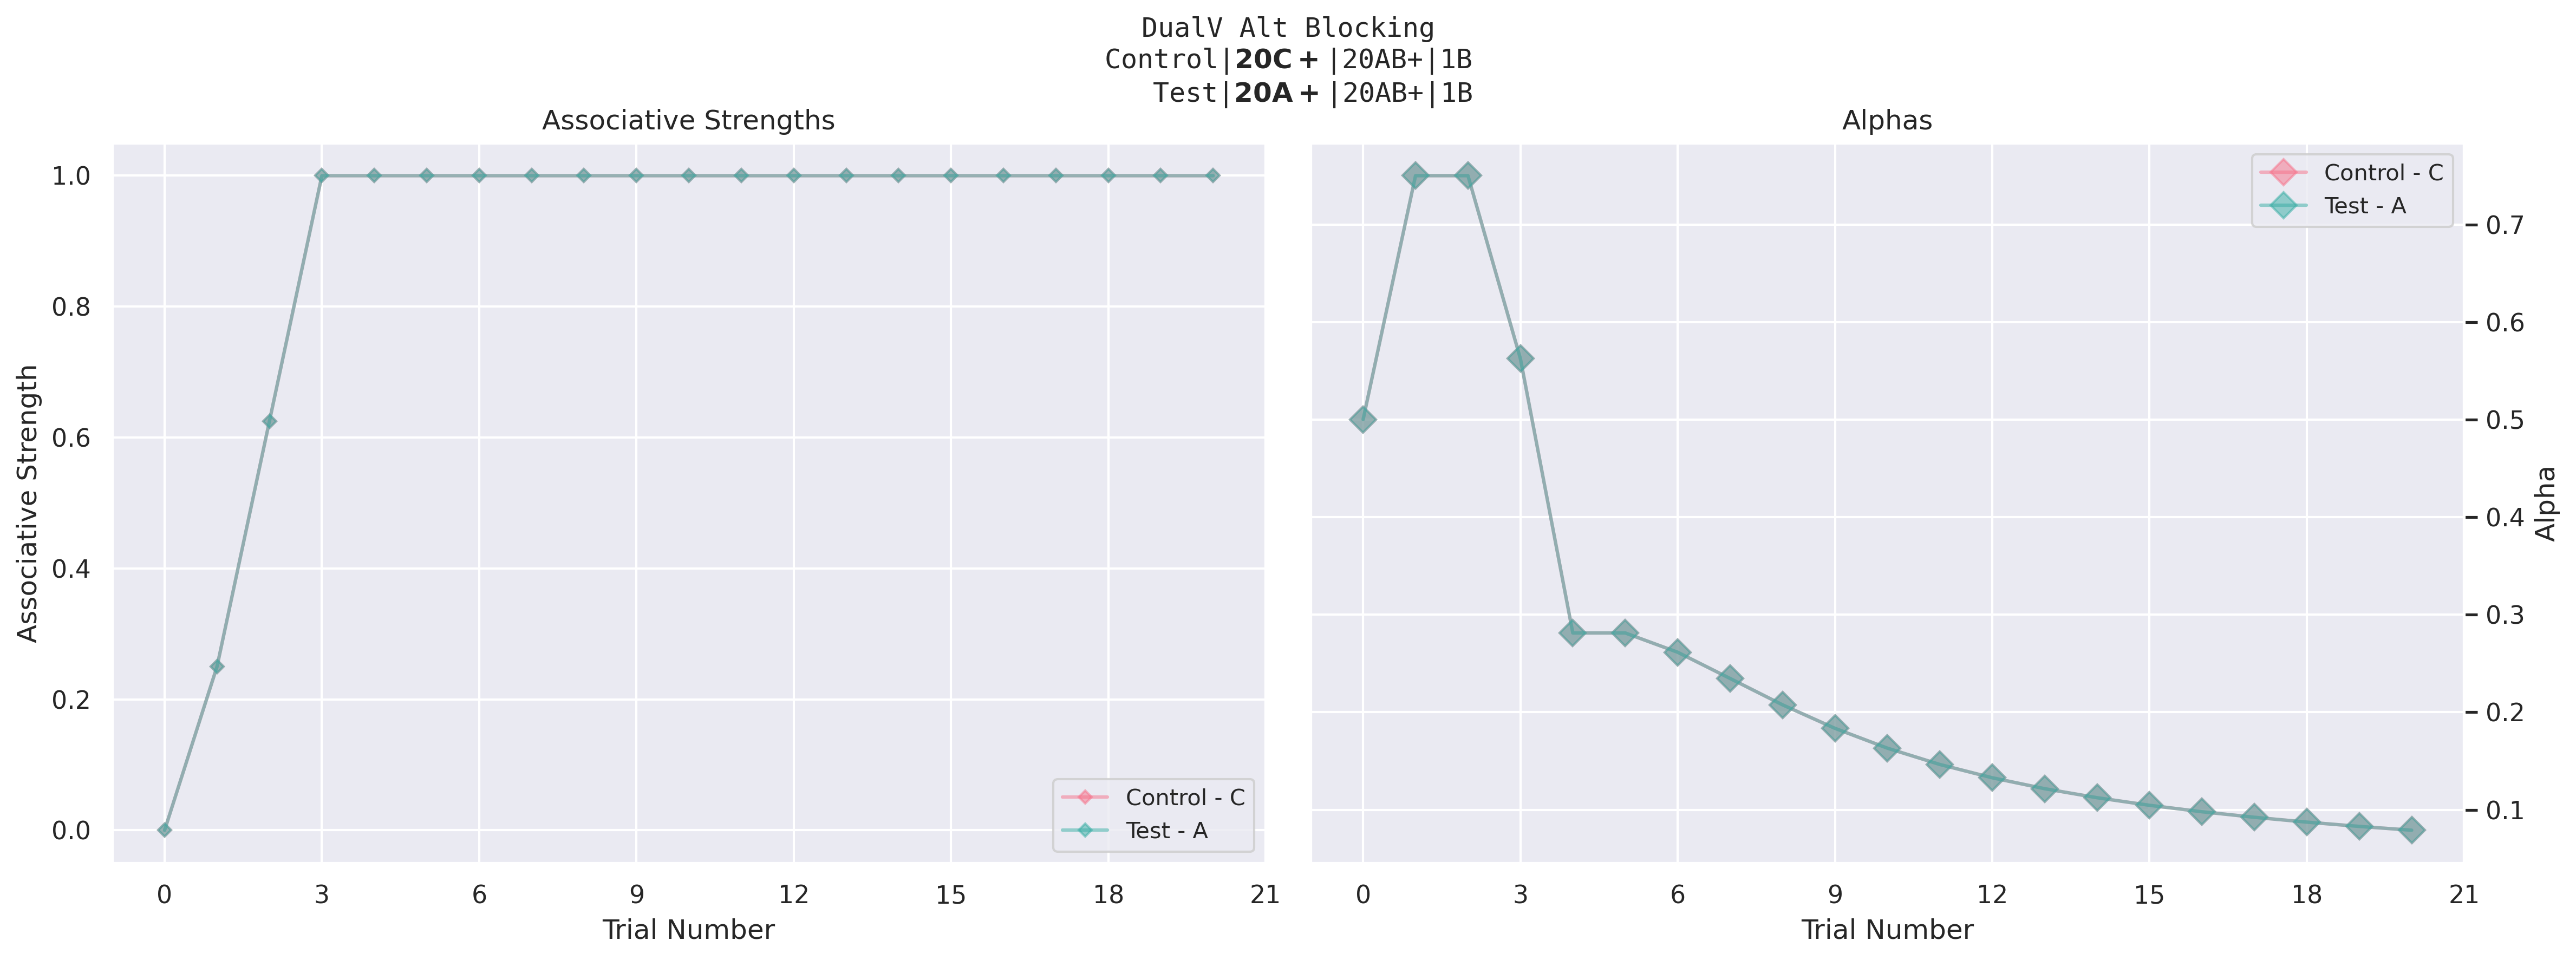 DualV Alt Blocking
Control|20C+|20AB+|1B
Test|20A+|20AB+|1B
Associative Strengths
Associative Strength
1.0
0.8
0.6
0.4
0.2
0.0
0 3 6 9 12 15 18 21
Trial Number
Control - C
Test - A
Alphas
Control - C
Test - A
0.7
0.6
0.5
0.4
0.3
0.2
0.1
Alpha
0 3 6 9 12 15 18 21
Trial Number